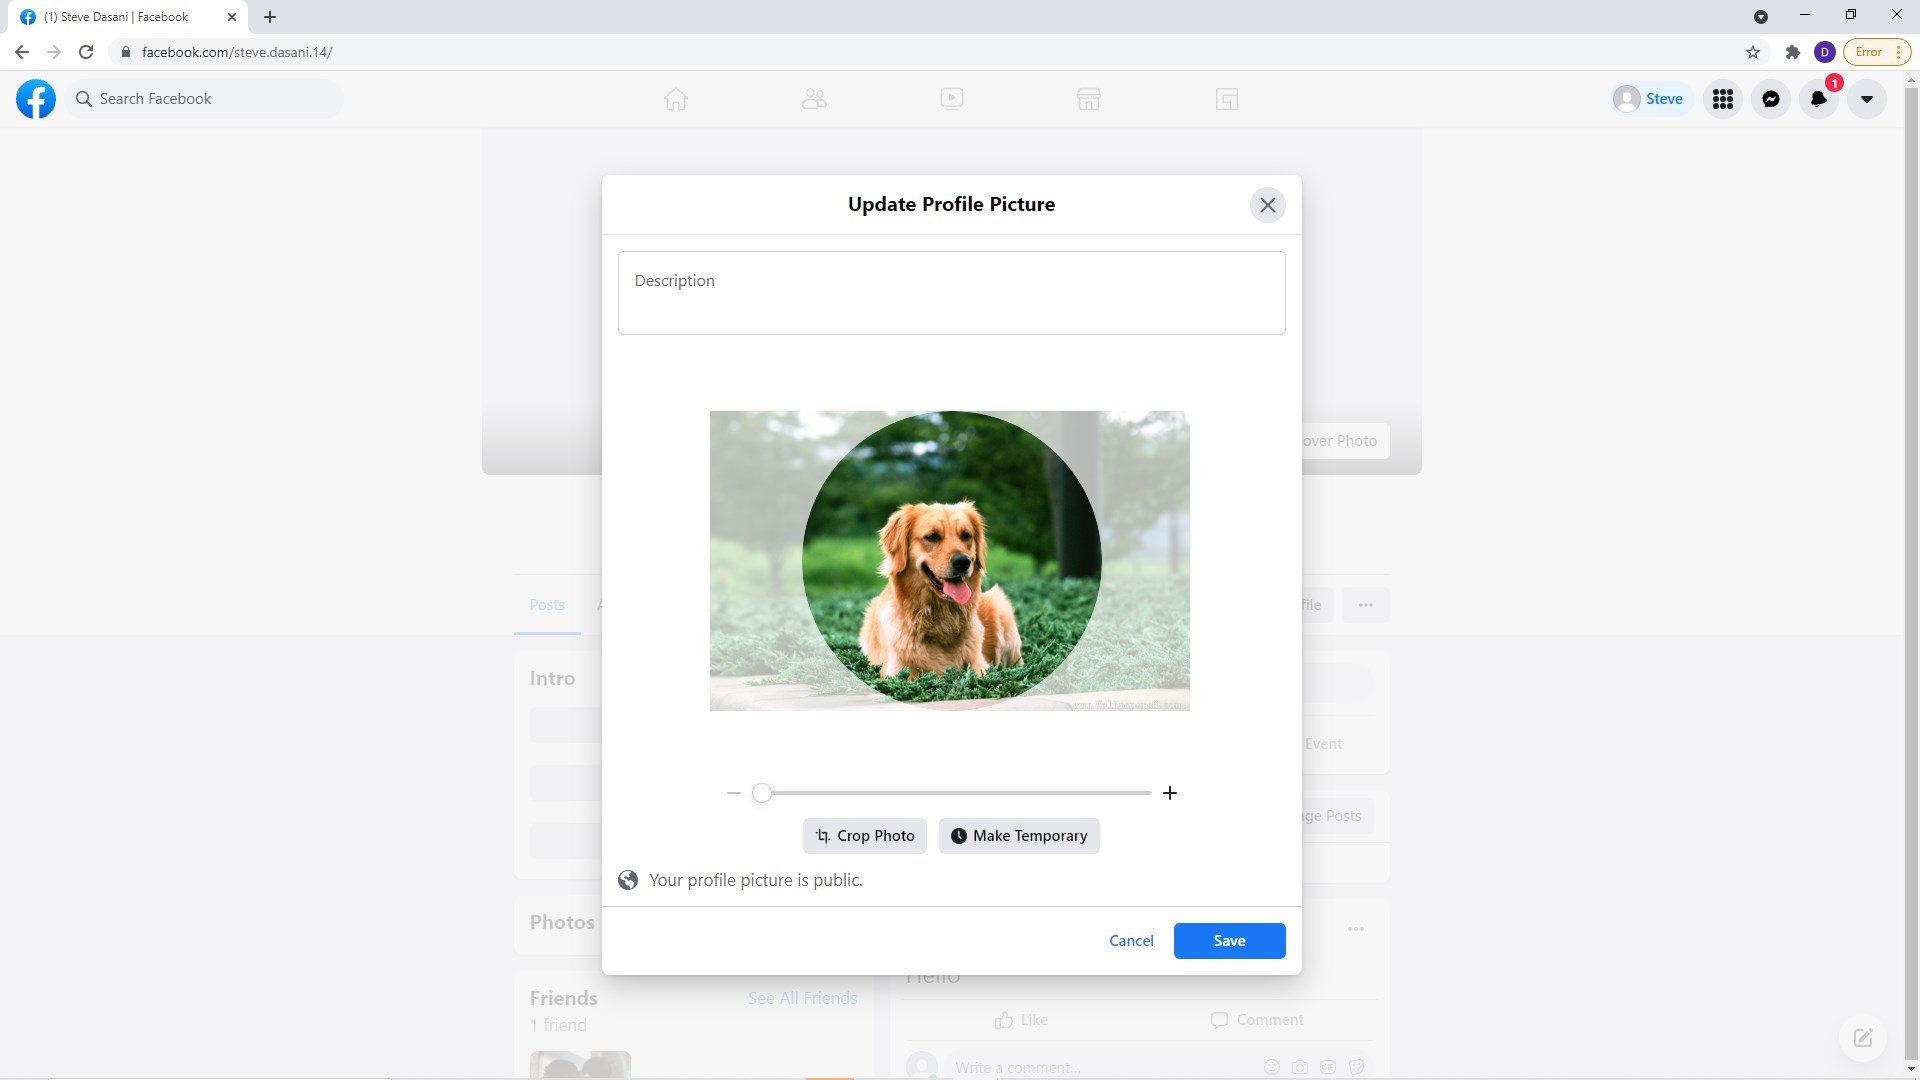 (1) Steve Dasani | Facebook
facebook.com/steve.dasani.14/
D
Error
Search Facebook
Steve
1
Update Profile Picture
Description
over Photo
Posts
file
Intro
Event
Crop Photo
Make Temporary
ge Posts
Your profile picture is public.
Photos
Cancel
Save
Hello
Friends
See All Friends
1 friend
Like
Comment
Write a comment...
GIF